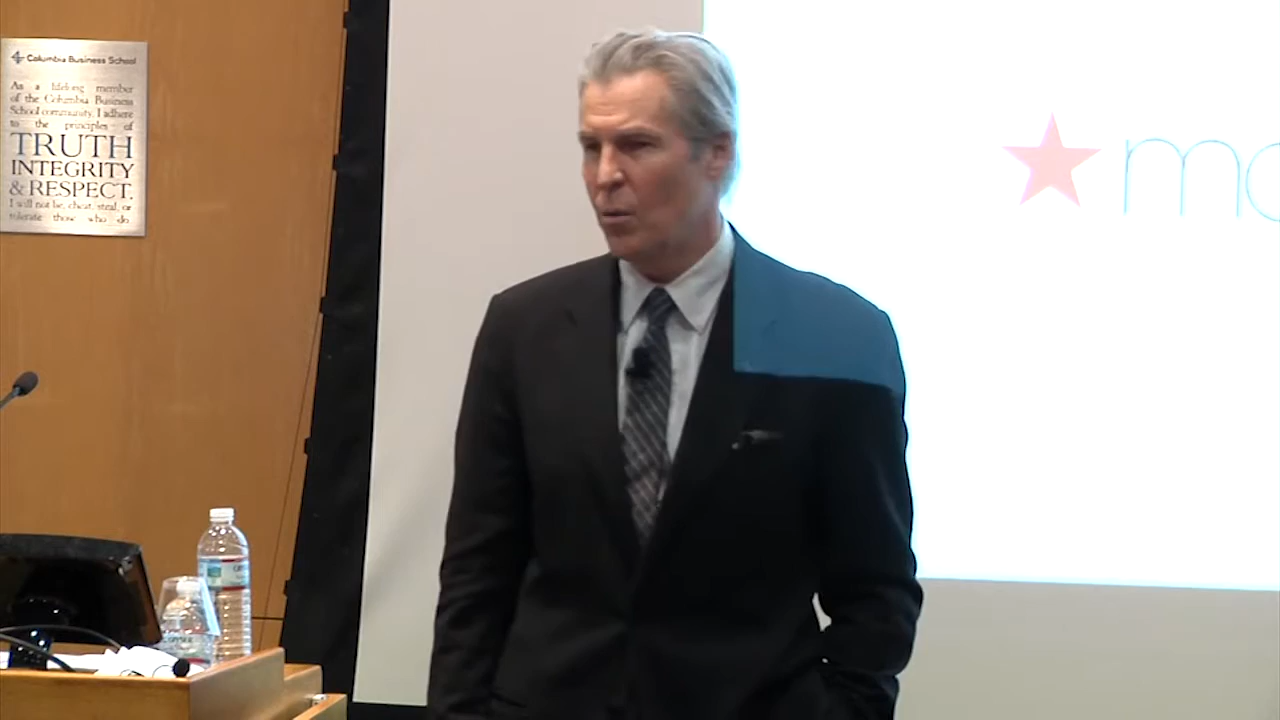 Columbia Business School
As a lifelong member
of the Columbia Business
School community, I adhere
to the principles of
TRUTH
INTEGRITY
& RESPECT.
I will not lie, cheat, steal, or
tolerate those who do
ma